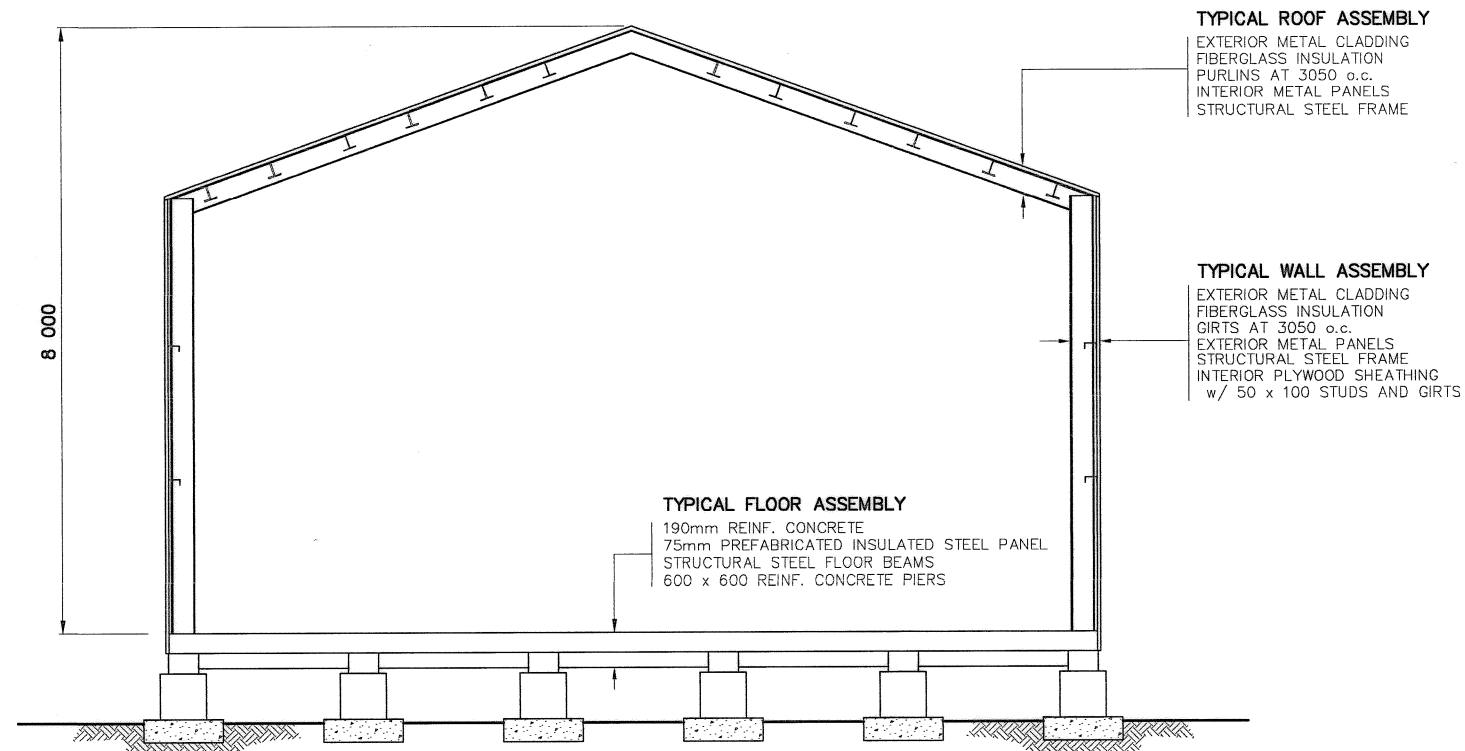 TYPICAL ROOF ASSEMBLY
EXTERIOR METAL CLADDING
FIBERGLASS INSULATION
PURLINS AT 3050 o.c.
INTERIOR METAL PANELS
STRUCTURAL STEEL FRAME
8 000
TYPICAL WALL ASSEMBLY
EXTERIOR METAL CLADDING
FIBERGLASS INSULATION
GIRTS AT 3050 o.c.
EXTERIOR METAL PANELS
STRUCTURAL STEEL FRAME
INTERIOR PLYWOOD SHEATHING
w/ 50 x 100 STUDS AND GIRTS
TYPICAL FLOOR ASSEMBLY
190mm REINF. CONCRETE
75mm PREFABRICATED INSULATED STEEL PANEL
STRUCTURAL STEEL FLOOR BEAMS
600 x 600 REINF. CONCRETE PIERS